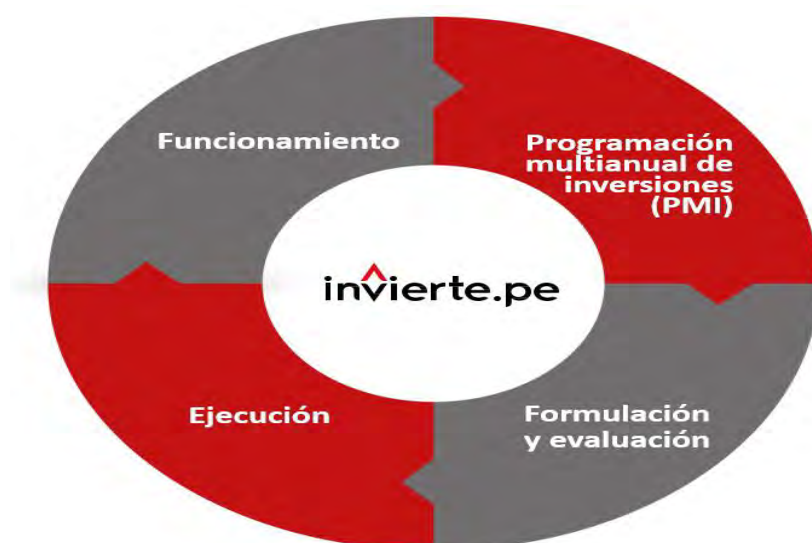 Funcionamiento
Programación
multianual de
inversiones
(PMI)
invierte.pe
Ejecución
Formulación
y evaluación